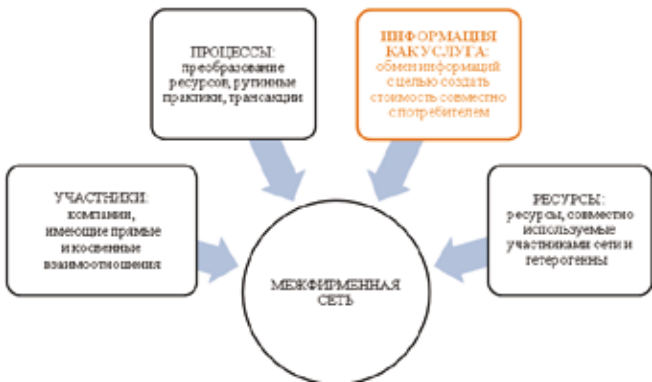 ПРОЦЕССЫ:
преобразование
ресурсов, рутинные
практики, трансакции
ИНФОРМАЦИЯ
КАК УСЛУГА:
обмен информаций
с целью создать
стоимость совместно
с потребителем
УЧАСТНИКИ:
компании,
имеющие прямые
и косвенные
взаимоотношения
РЕСУРСЫ:
ресурсы, совместно
используемые
участниками сети и
гетерогенны
МЕЖФИРМЕННАЯ
СЕТЬ